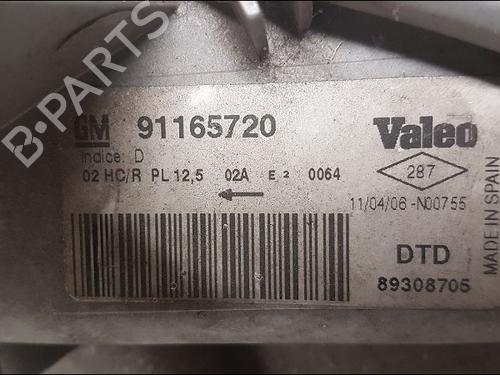 B-PARTS
GM 91165720 Valeo
Indice: D
02 HC/R PL 12,5 02A E 2 0064
287
11/04/06 -N00755
DTD
89308705
MADE IN SPAIN